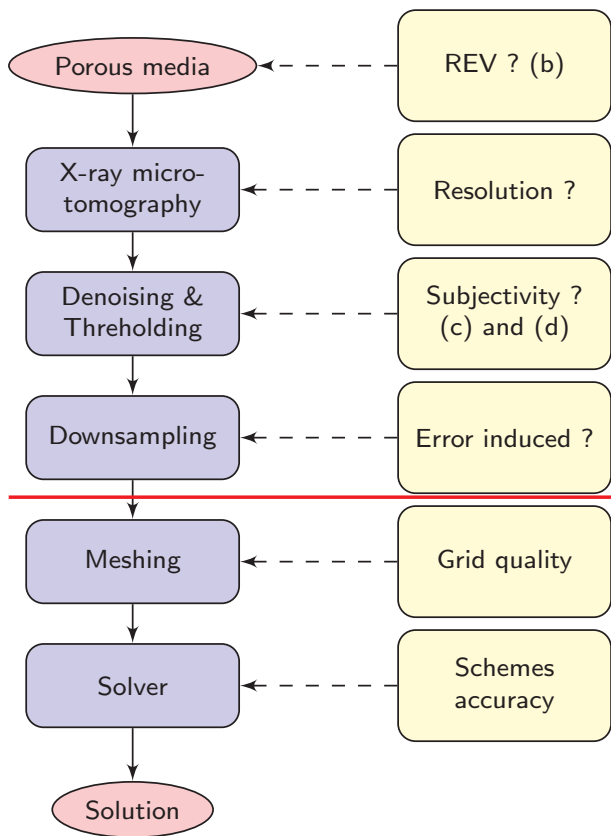 Porous media
REV ? (b)
X-ray micro-
tomography
Resolution ?
Denoising &
Threholding
Subjectivity ?
(c) and (d)
Downsampling
Error induced ?
Meshing
Grid quality
Solver
Schemes
accuracy
Solution